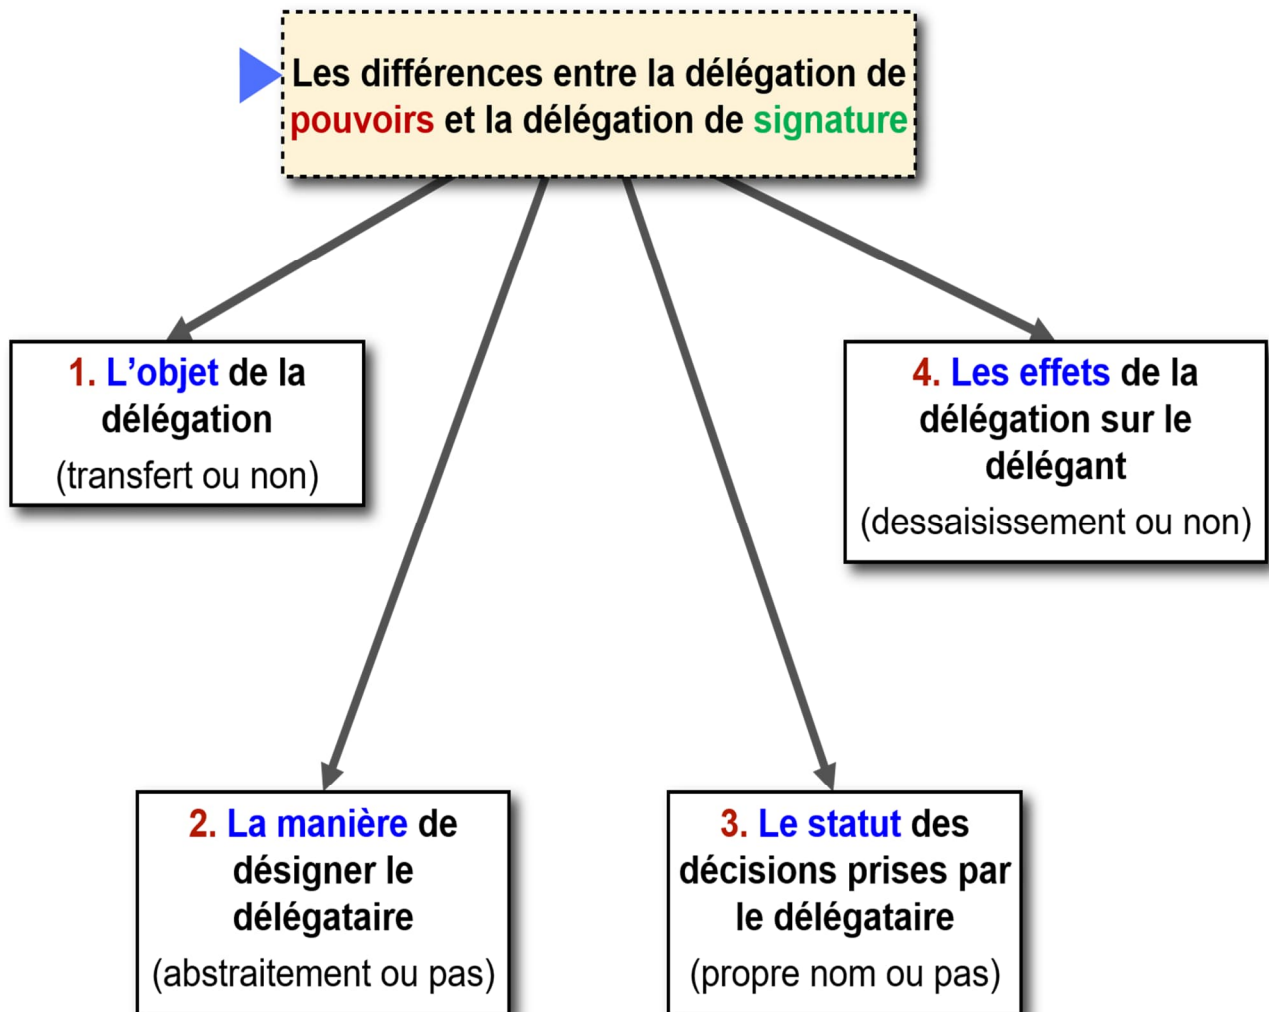 Les différences entre la délégation de
pouvoirs et la délégation de signature
1. L’objet de la
délégation
(transfert ou non)
4. Les effets de la
délégation sur le
délégant
(dessaisissement ou non)
2. La manière de
désigner le
délégataire
(abstraitement ou pas)
3. Le statut des
décisions prises par
le délégataire
(propre nom ou pas)